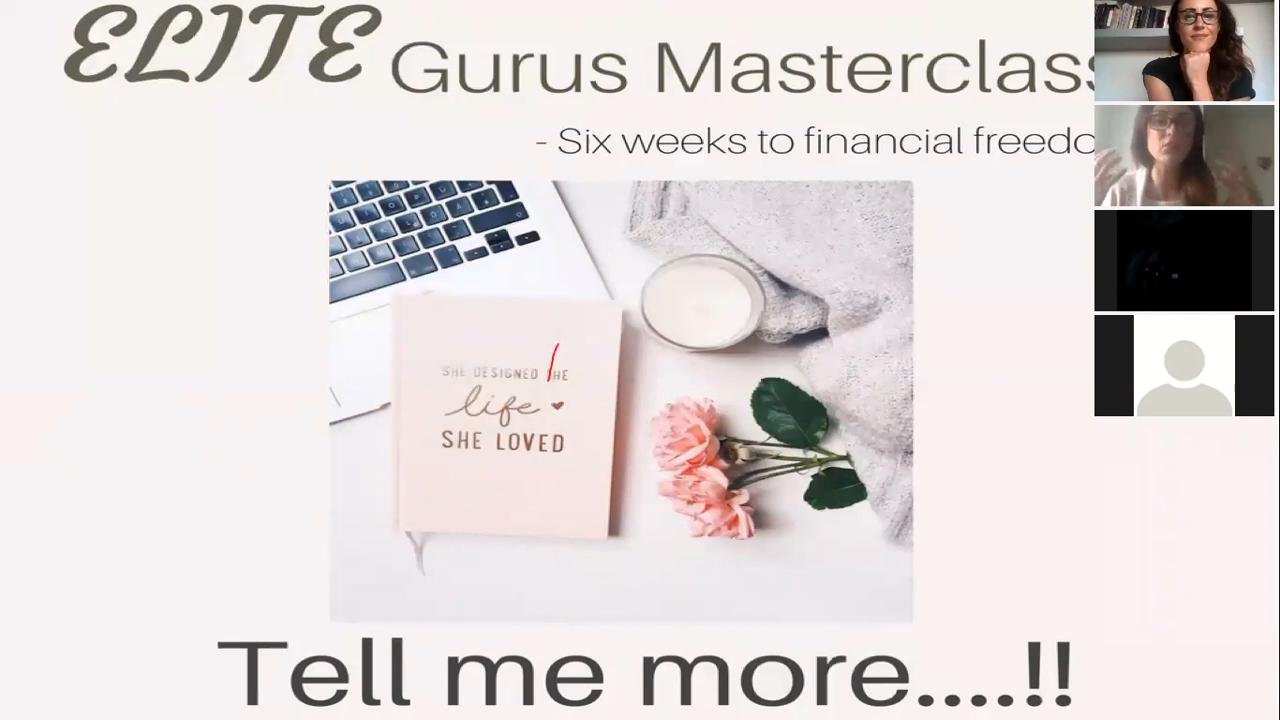 ELITE Gurus Masterclass
- Six weeks to financial freedo
SHE DESIGNED THE
life
SHE LOVED
Tell me more....!!